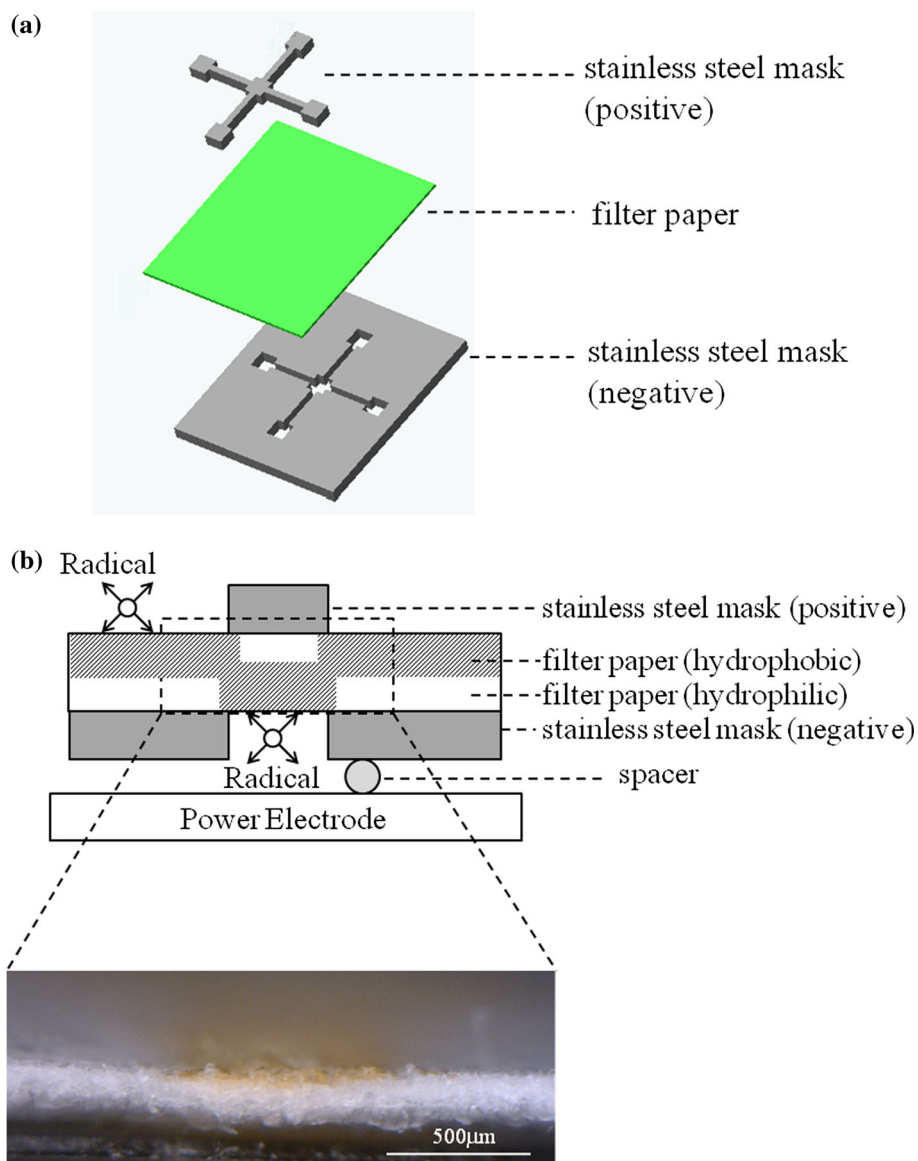 (a)
stainless steel mask
(positive)
filter paper
stainless steel mask
(negative)
(b)
Radical
stainless steel mask (positive)
filter paper (hydrophobic)
filter paper (hydrophilic)
stainless steel mask (negative)
Radical
spacer
Power Electrode
500μm